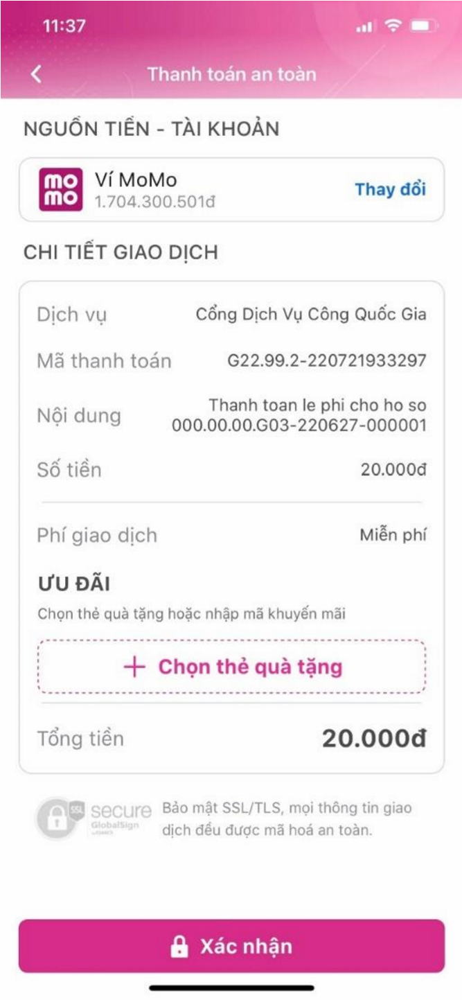 11:37
Thanh toán an toàn
NGUỒN TIỀN - TÀI KHOẢN
mo
mo
Ví MoMo
1.704.300.501đ
Thay đổi
CHI TIẾT GIAO DỊCH
Dịch vụ
Cổng Dịch Vụ Công Quốc Gia
Mã thanh toán
G22.99.2-220721933297
Nội dung
Thanh toan le phi cho ho so
000.00.00.G03-220627-000001
Số tiền
20.000đ
Phí giao dịch
Miễn phí
ƯU ĐÃI
Chọn thẻ quà tặng hoặc nhập mã khuyến mãi
+ Chọn thẻ quà tặng
Tổng tiền
20.000đ
SSL
secure
GlobalSign
Bảo mật SSL/TLS, mọi thông tin giao
dịch đều được mã hoá an toàn.
Xác nhận